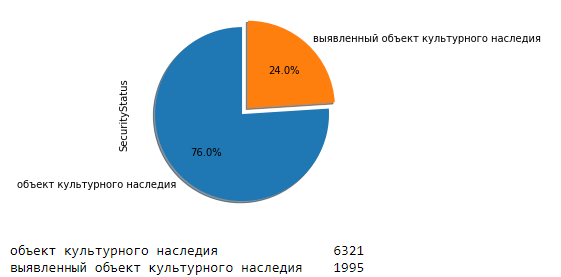 выявленный объект культурного наследия
24.0%
SecurityStatus
76.0%
объект культурного наследия
объект культурного наследия 6321
выявленный объект культурного наследия 1995